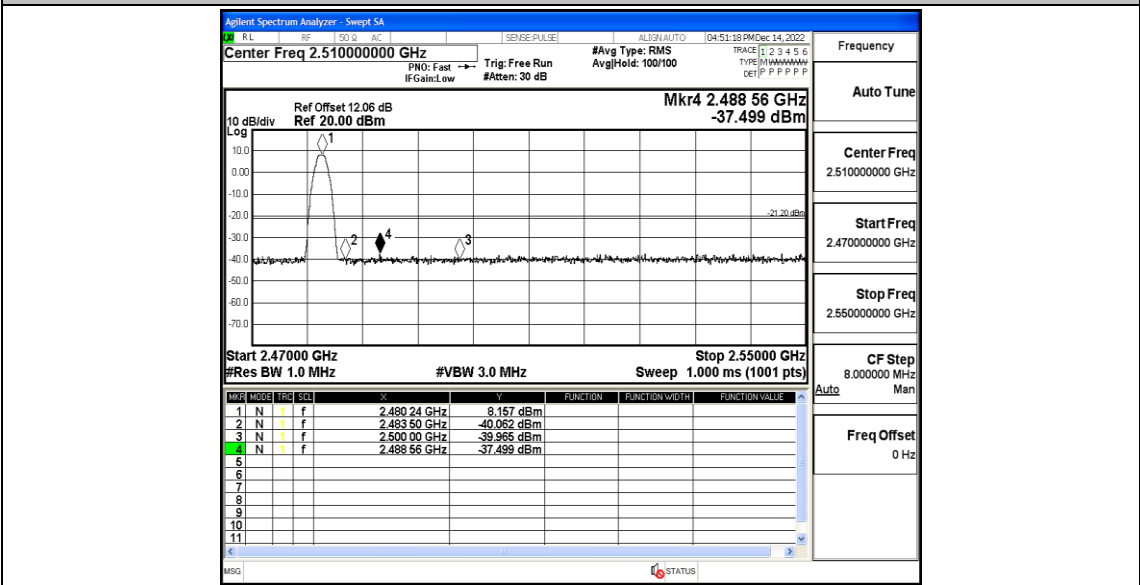 Agilent Spectrum Analyzer - Swept SA
RL RF 50 Ω AC SENSE:PULSE ALIGNAUTO 04:51:18 PM Dec 14, 2022
Center Freq 2.510000000 GHz
PNO: Fast
IFGain:Low
Trig: Free Run
#Atten: 30 dB
#Avg Type: RMS
Avg|Hold: 100/100
TRACE 1 2 3 4 5 6
TYPE M
DET P P P P P P
Mkr4 2.488 56 GHz
-37.499 dBm
Ref Offset 12.06 dB
10 dB/div Ref 20.00 dBm
Log
10.0
0.00
-10.0
-20.0
-30.0
-40.0
-50.0
-60.0
-70.0
1
2
4
3
-21.20 dBm
Start 2.47000 GHz Stop 2.55000 GHz
#Res BW 1.0 MHz #VBW 3.0 MHz Sweep 1.000 ms (1001 pts)
MKR MODE TRC SCL X Y FUNCTION FUNCTION WIDTH FUNCTION VALUE
1 N 1 f 2.480 24 GHz 8.157 dBm
2 N 1 f 2.483 50 GHz -40.062 dBm
3 N 1 f 2.500 00 GHz -39.965 dBm
4 N 1 f 2.488 56 GHz -37.499 dBm
5
6
7
8
9
10
11
MSG STATUS
Frequency
Auto Tune
Center Freq
2.510000000 GHz
Start Freq
2.470000000 GHz
Stop Freq
2.550000000 GHz
CF Step
8.000000 MHz
Auto Man
Freq Offset
0 Hz